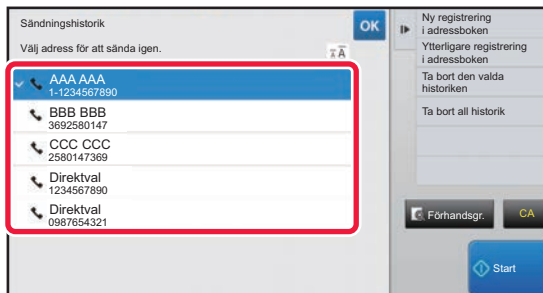 Sändningshistorik
OK
Välj adress för att sända igen.
AAA AAA
1-1234567890
BBB BBB
3692580147
CCC CCC
2580147369
Direktval
1234567890
Direktval
0987654321
Ny registrering
i adressboken
Ytterligare registrering
i adressboken
Ta bort den valda
historiken
Ta bort all historik
Förhandsgr.
CA
Start